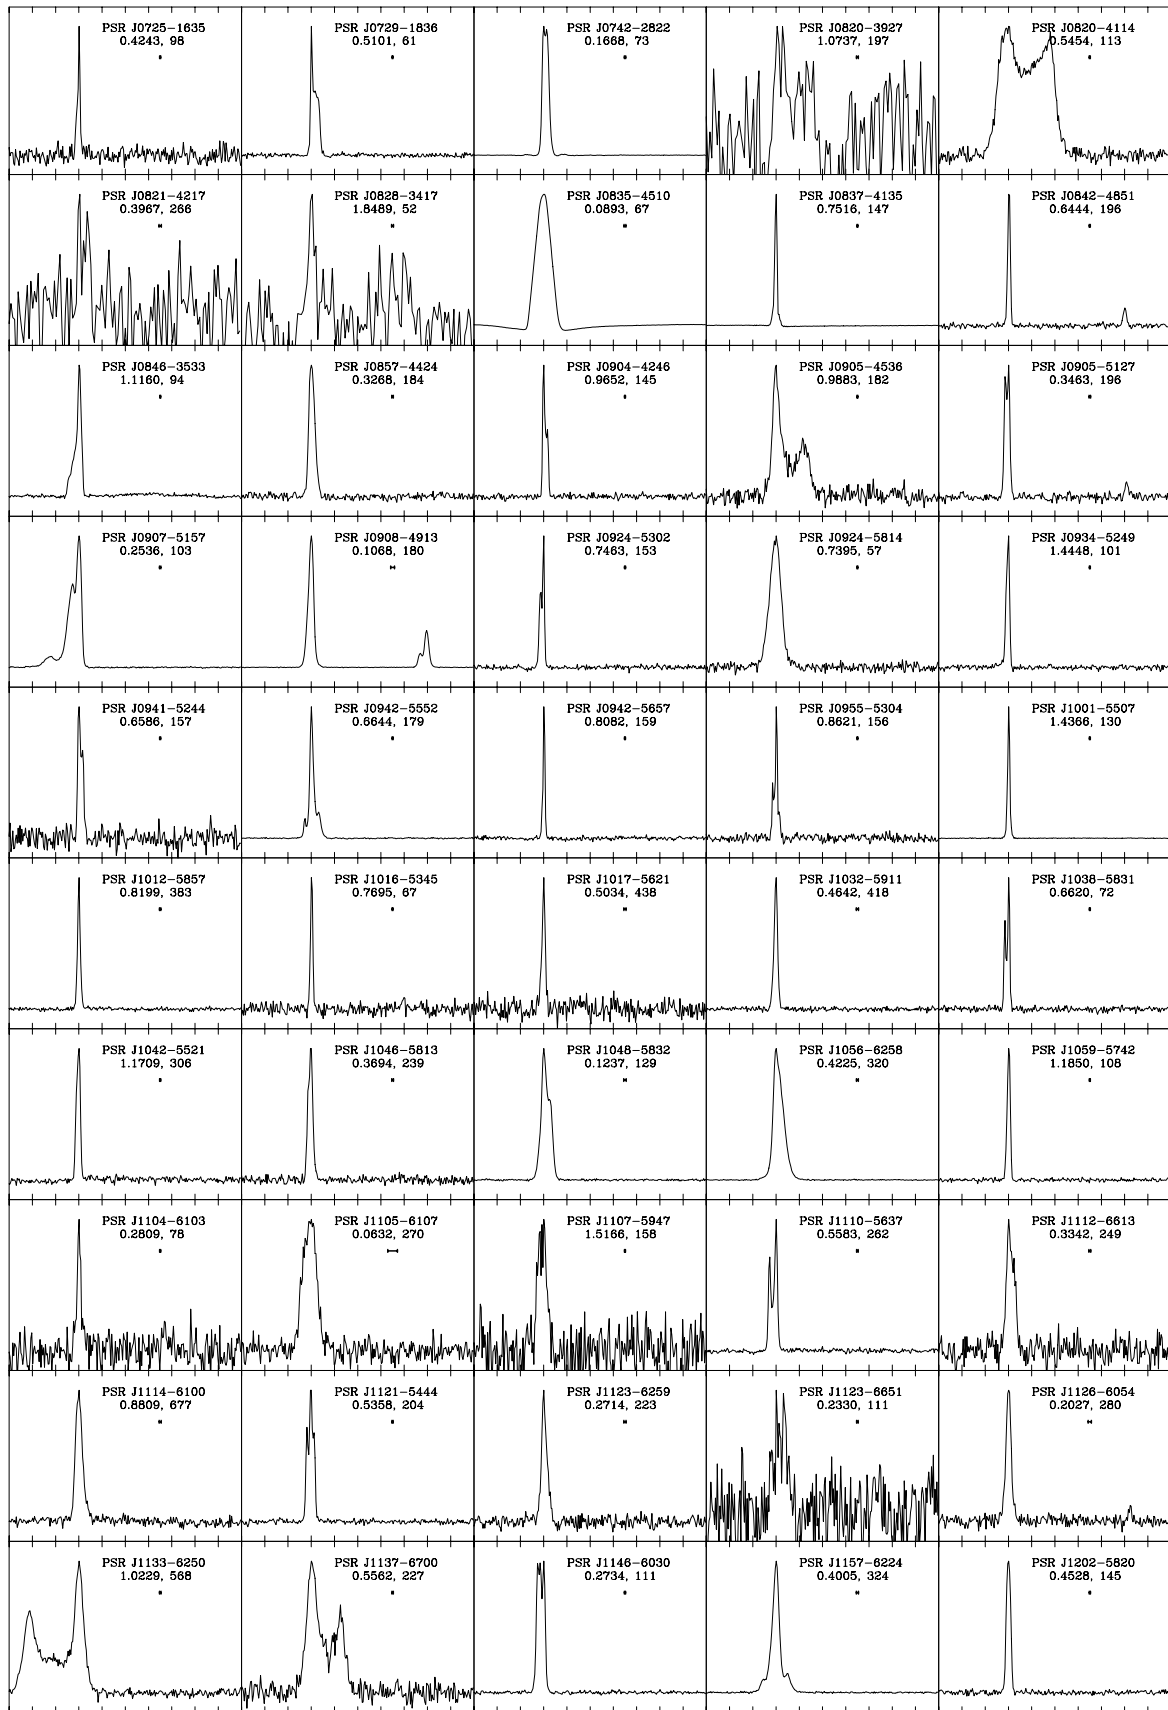 PSR J0725−1635
0.4243, 98
PSR J0729−1836
0.5101, 61
PSR J0742−2822
0.1668, 73
PSR J0820−3927
1.0737, 197
PSR J0820−4114
0.5454, 113
PSR J0821−4217
0.3967, 266
PSR J0828−3417
1.8489, 52
PSR J0835−4510
0.0893, 67
PSR J0837−4135
0.7516, 147
PSR J0842−4851
0.6444, 196
PSR J0846−3533
1.1160, 94
PSR J0857−4424
0.3268, 184
PSR J0904−4246
0.9652, 145
PSR J0905−4536
0.9883, 182
PSR J0905−5127
0.3463, 196
PSR J0907−5157
0.2536, 103
PSR J0908−4913
0.1068, 180
PSR J0924−5302
0.7463, 153
PSR J0924−5814
0.7395, 57
PSR J0934−5249
1.4448, 101
PSR J0941−5244
0.6586, 157
PSR J0942−5552
0.6644, 179
PSR J0942−5657
0.8082, 159
PSR J0955−5304
0.8621, 156
PSR J1001−5507
1.4366, 130
PSR J1012−5857
0.8199, 383
PSR J1016−5345
0.7695, 67
PSR J1017−5621
0.5034, 438
PSR J1032−5911
0.4642, 418
PSR J1038−5831
0.6620, 72
PSR J1042−5521
1.1709, 306
PSR J1046−5813
0.3694, 239
PSR J1048−5832
0.1237, 129
PSR J1056−6258
0.4225, 320
PSR J1059−5742
1.1850, 108
PSR J1104−6103
0.2809, 78
PSR J1105−6107
0.0632, 270
PSR J1107−5947
1.5166, 158
PSR J1110−5637
0.5583, 262
PSR J1112−6613
0.3342, 249
PSR J1114−6100
0.8809, 677
PSR J1121−5444
0.5358, 204
PSR J1123−6259
0.2714, 223
PSR J1123−6651
0.2330, 111
PSR J1126−6054
0.2027, 280
PSR J1133−6250
1.0229, 568
PSR J1137−6700
0.5562, 227
PSR J1146−6030
0.2734, 111
PSR J1157−6224
0.4005, 324
PSR J1202−5820
0.4528, 145